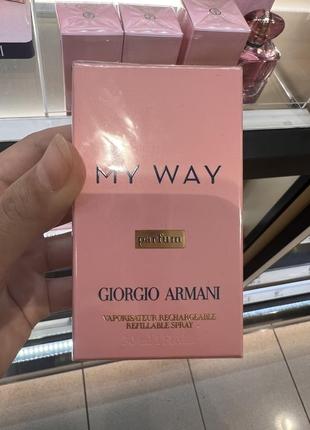 MY WAY
parfum
GIORGIO ARMANI
VAPORISATEUR RECHARGEABLE
REFILLABLE SPRAY